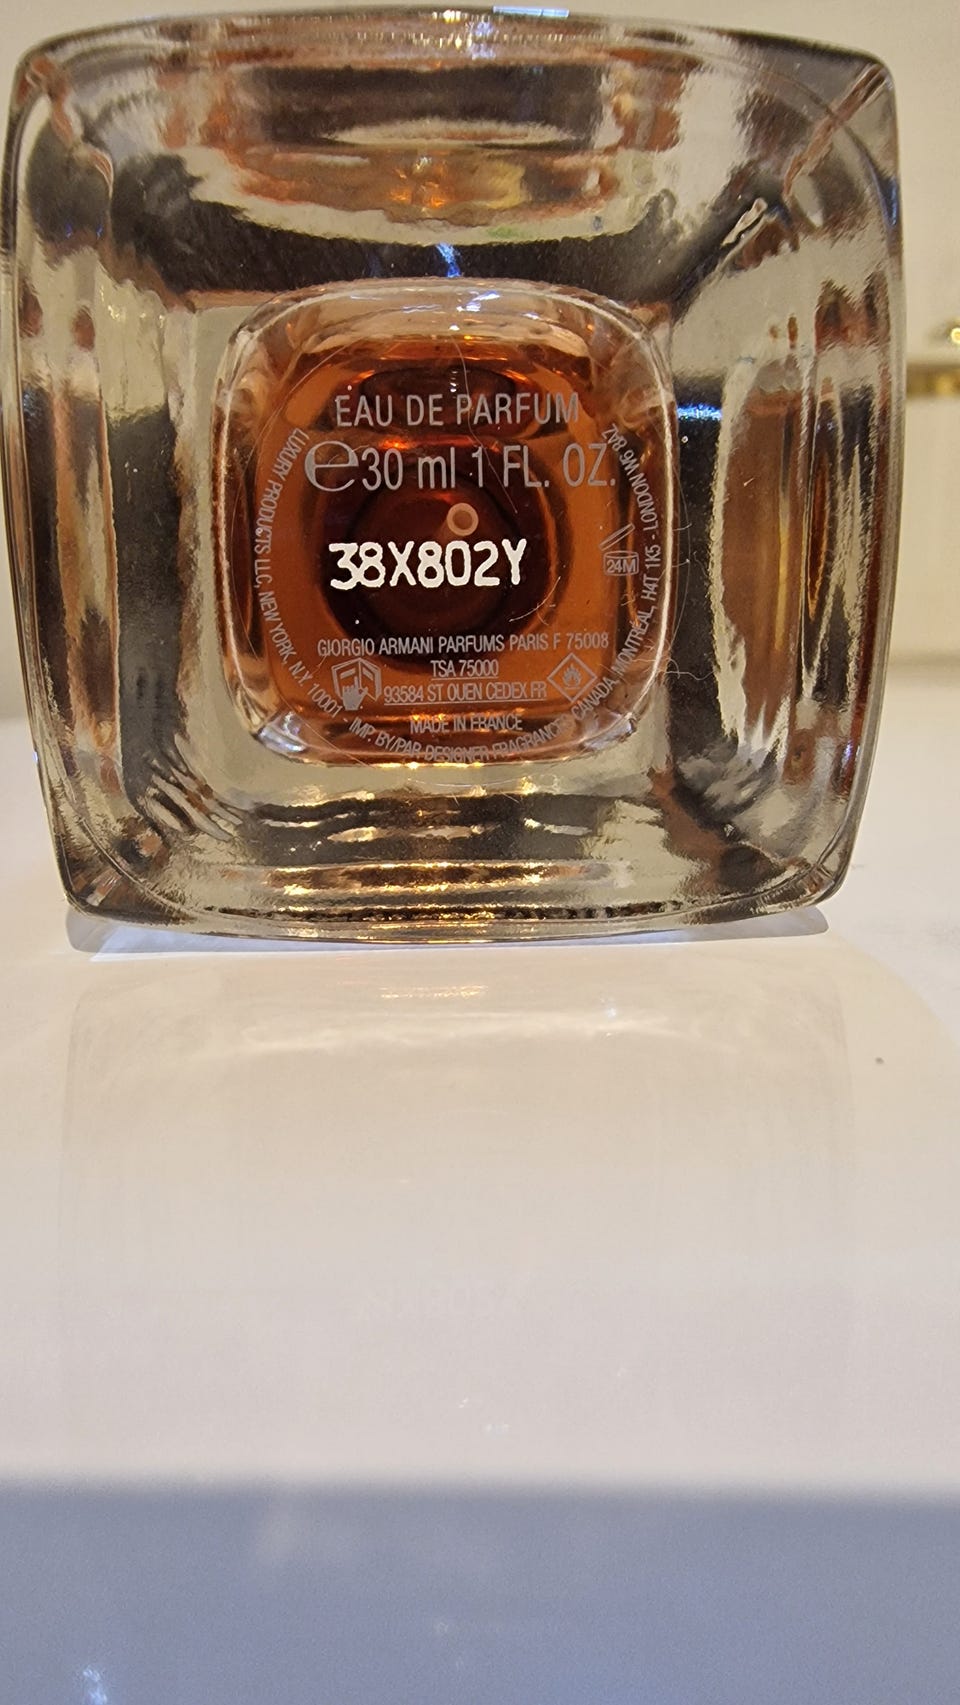 EAU DE PARFUM
℮30 ml 1 FL. OZ.
38X802Y
24M
GIORGIO ARMANI PARFUMS PARIS F 75008
TSA 75000
93584 ST OUEN CEDEX FR
MADE IN FRANCE
LUXURY PRODUCTS LLC, NEW YORK, N.Y. 10001 - IMP. BY/PAR DESIGNER FRAGRANCES CANADA, MONTREAL, H4T 1K5 - LONDON W6 8AZ